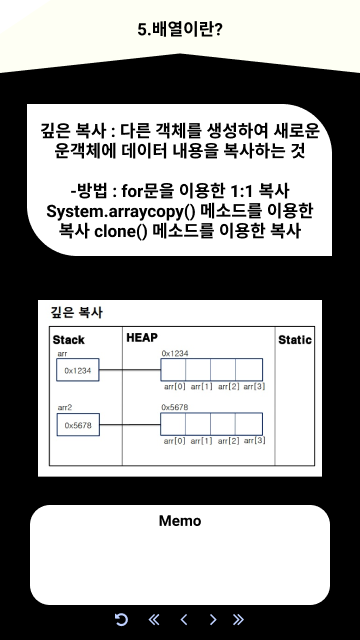 5.배열이란?
깊은 복사 : 다른 객체를 생성하여 새로운
운객체에 데이터 내용을 복사하는 것
-방법 : for문을 이용한 1:1 복사
System.arraycopy() 메소드를 이용한
복사 clone() 메소드를 이용한 복사
깊은 복사
Stack HEAP Static
arr 0x1234
0x1234
arr[0] arr[1] arr[2] arr[3]
arr2 0x5678
0x5678
arr[0] arr[1] arr[2] arr[3]
Memo